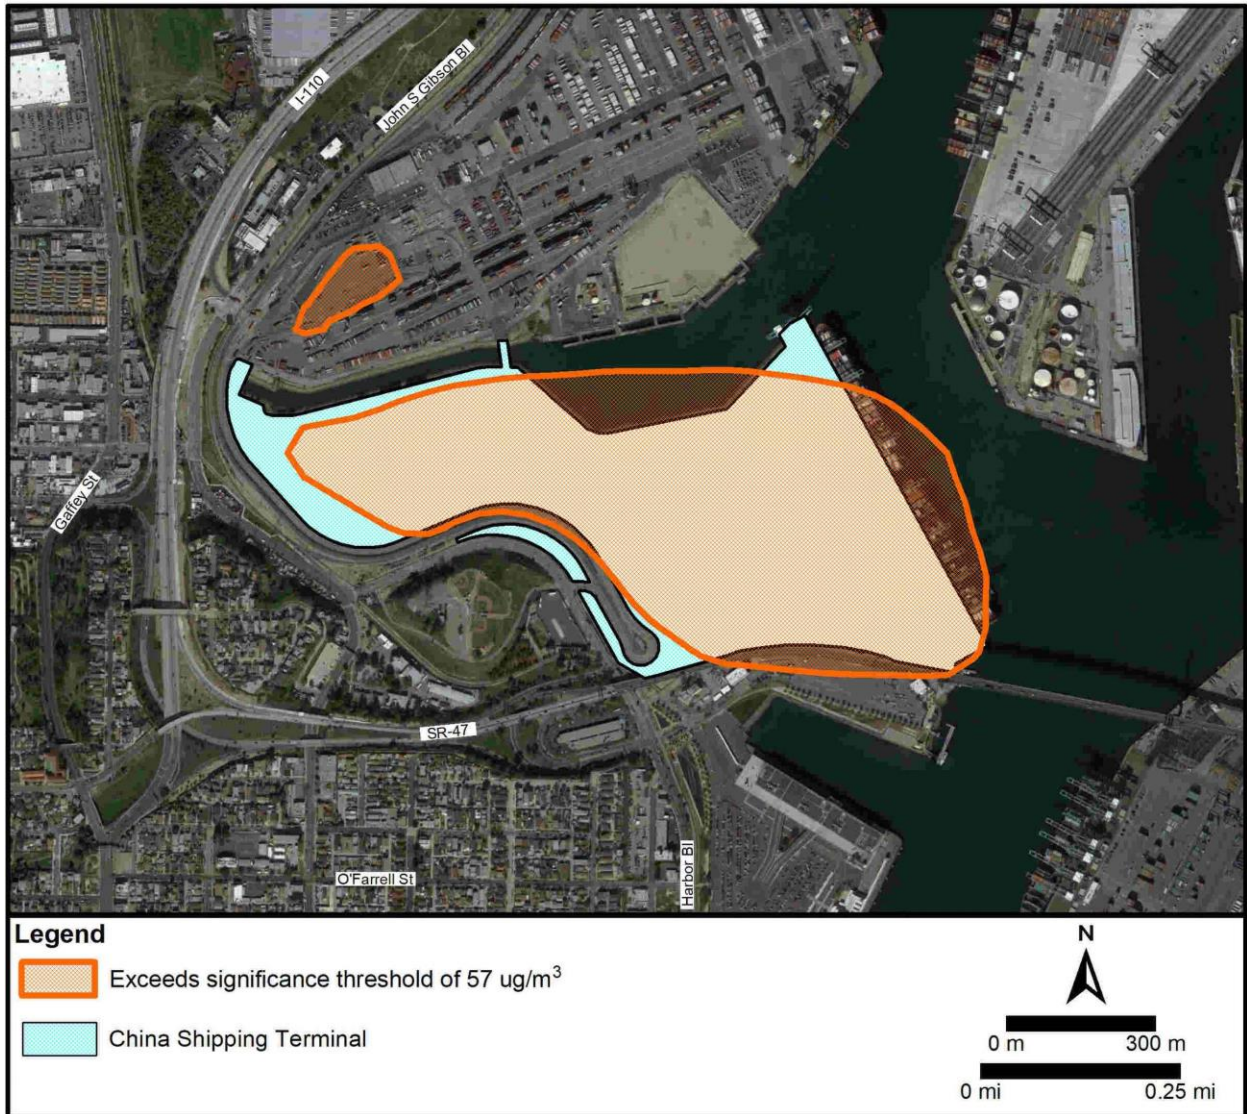 I-110
John S Gibson Bl
Gaffey St
SR-47
O'Farrell St
Harbor Bl
Legend
Exceeds significance threshold of 57 ug/m³
China Shipping Terminal
N
0 m 300 m
0 mi 0.25 mi